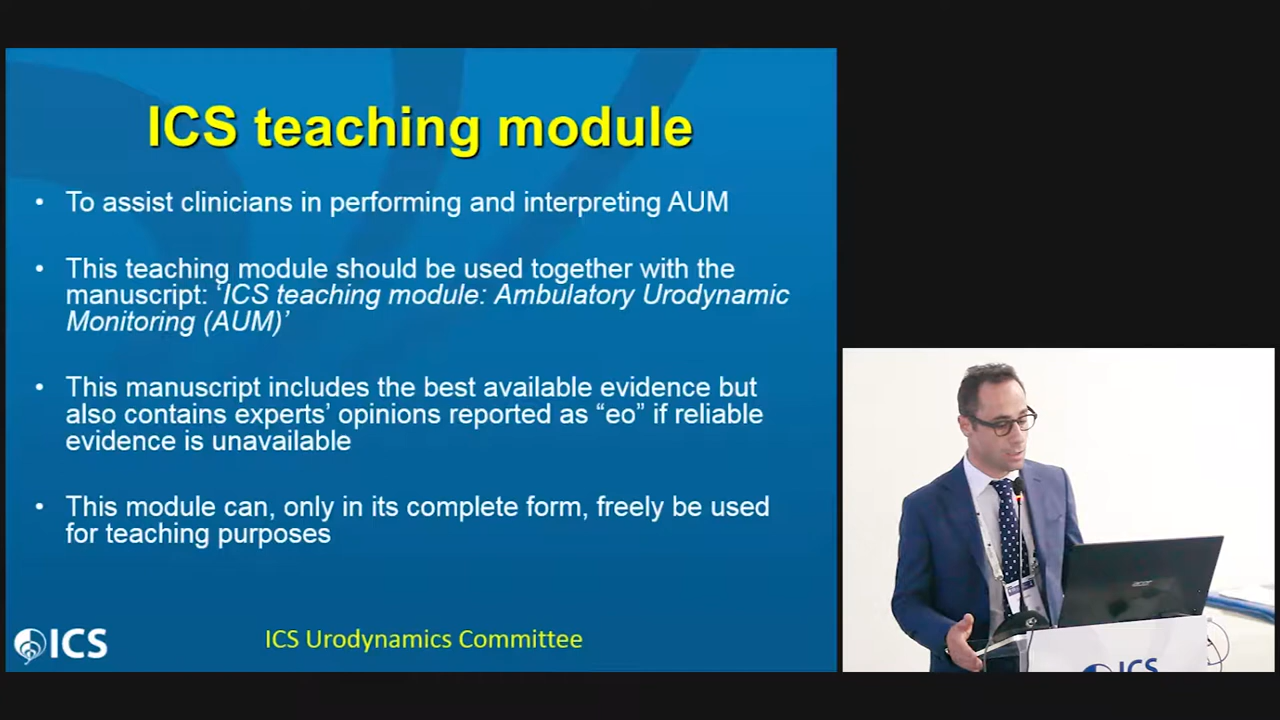 ICS teaching module
• To assist clinicians in performing and interpreting AUM
• This teaching module should be used together with the
manuscript: ‘ICS teaching module: Ambulatory Urodynamic
Monitoring (AUM)’
• This manuscript includes the best available evidence but
also contains experts’ opinions reported as “eo” if reliable
evidence is unavailable
• This module can, only in its complete form, freely be used
for teaching purposes
ICS
ICS Urodynamics Committee
acer
ICS